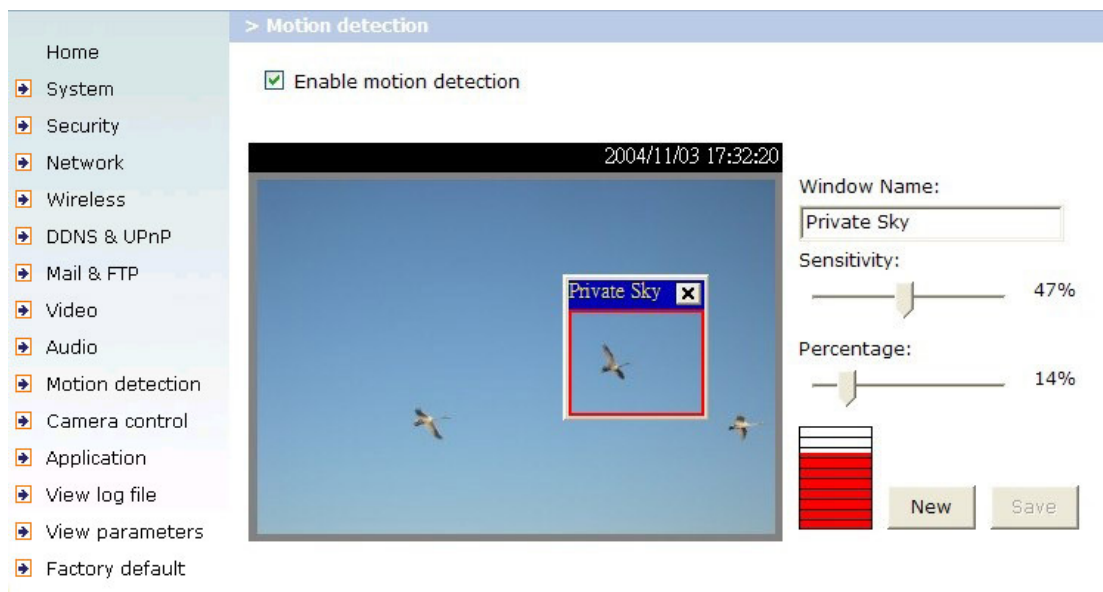 > Motion detection
Home
System
Security
Network
Wireless
DDNS & UPnP
Mail & FTP
Video
Audio
Motion detection
Camera control
Application
View log file
View parameters
Factory default
Enable motion detection
2004/11/03 17:32:20
Private Sky
Window Name:
Private Sky
Sensitivity:
47%
Percentage:
14%
New
Save